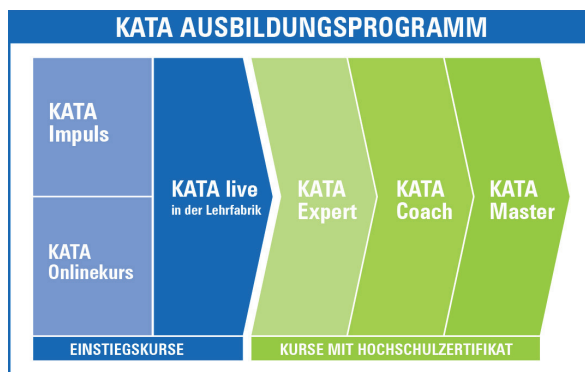 KATA AUSBILDUNGSPROGRAMM
KATA
Impuls
KATA
Onlinekurs
KATA live
in der Lehrfabrik
KATA
Expert
KATA
Coach
KATA
Master
EINSTIEGSKURSE
KURSE MIT HOCHSCHULZERTIFIKAT